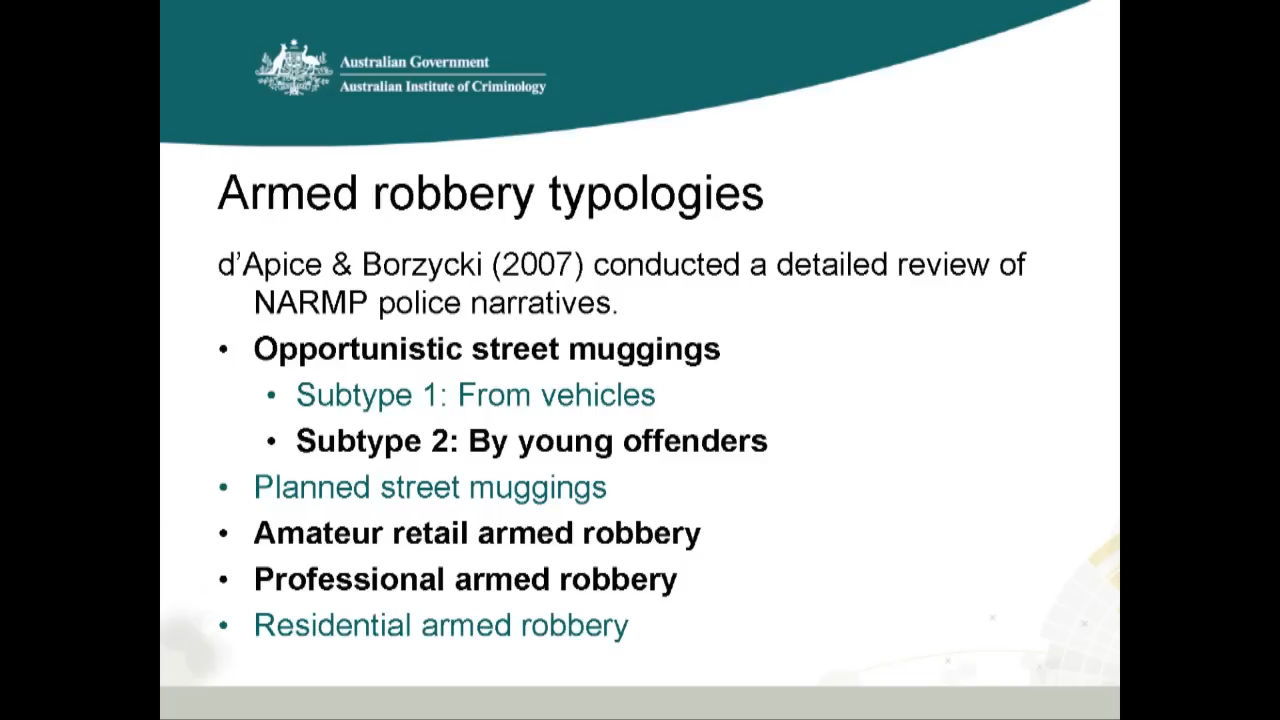 Australian Government
Australian Institute of Criminology
Armed robbery typologies
d’Apice & Borzycki (2007) conducted a detailed review of
NARMP police narratives.
• Opportunistic street muggings
• Subtype 1: From vehicles
• Subtype 2: By young offenders
• Planned street muggings
• Amateur retail armed robbery
• Professional armed robbery
• Residential armed robbery